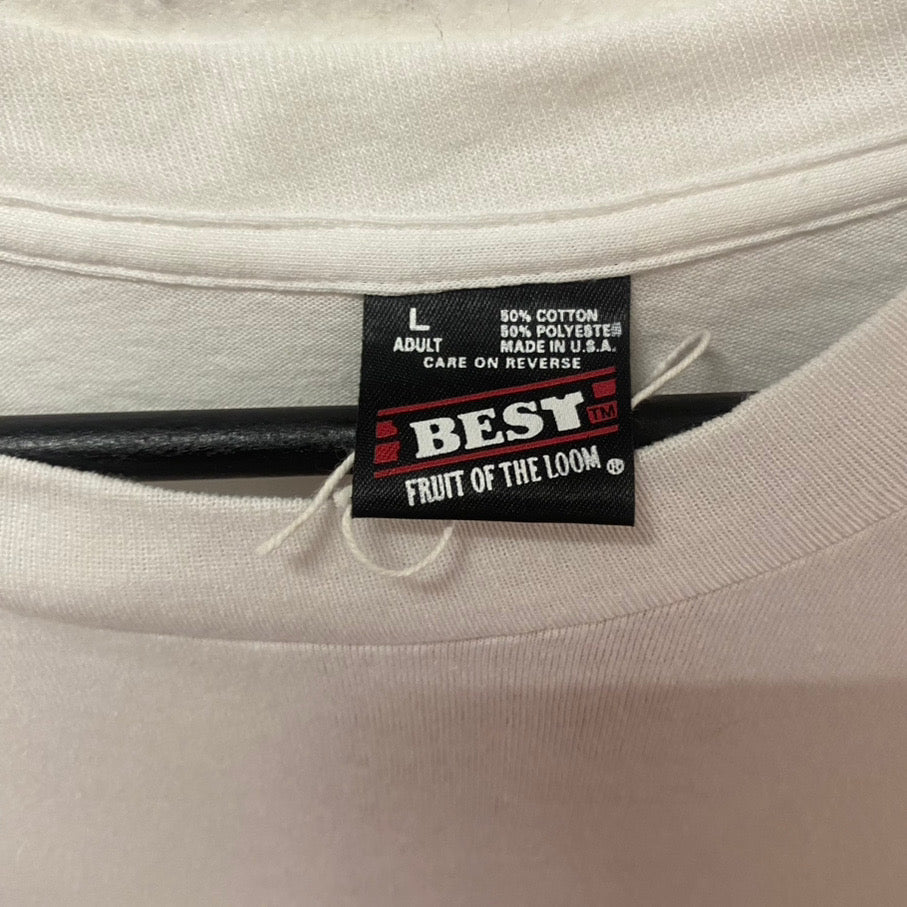 L
ADULT
50% COTTON
50% POLYESTER
MADE IN U.S.A.
CARE ON REVERSE
BEST TM
FRUIT OF THE LOOM ®